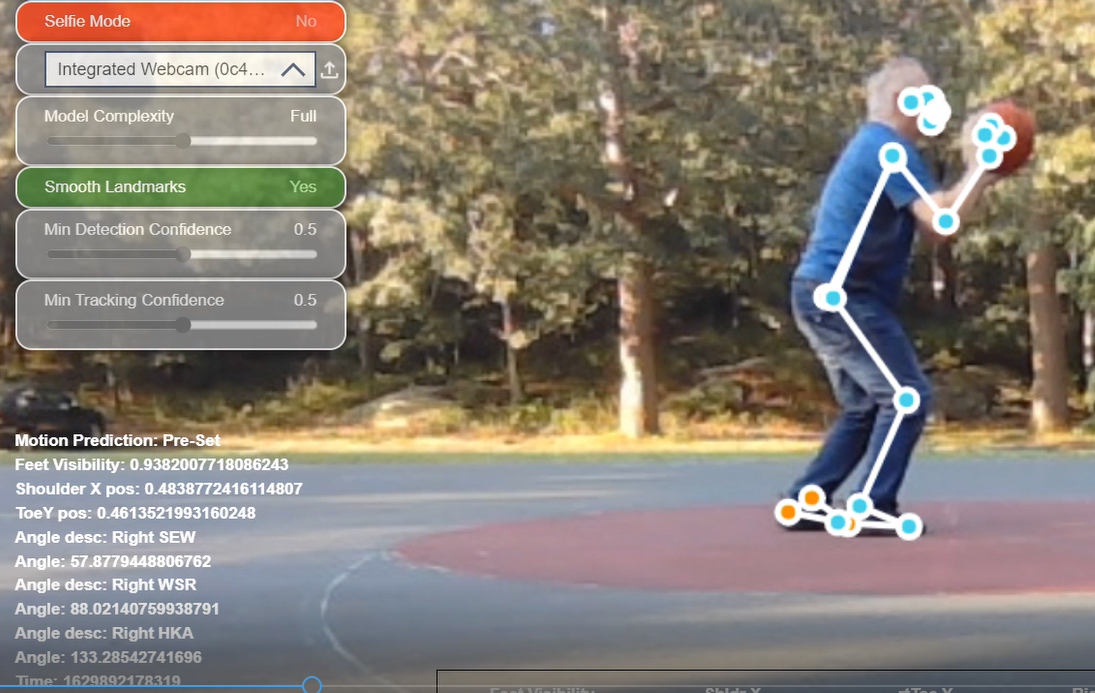 Selfie Mode No
Integrated Webcam (0c4...
Model Complexity Full
Smooth Landmarks Yes
Min Detection Confidence 0.5
Min Tracking Confidence 0.5
Motion Prediction: Pre-Set
Feet Visibility: 0.9382007718086243
Shoulder X pos: 0.4838772416114807
ToeY pos: 0.4613521993160248
Angle desc: Right SEW
Angle: 57.8779448806762
Angle desc: Right WSR
Angle: 88.02140759938791
Angle desc: Right HKA
Angle: 133.28542741696
Time: 1629892178319
Feet Visibility Shldr X